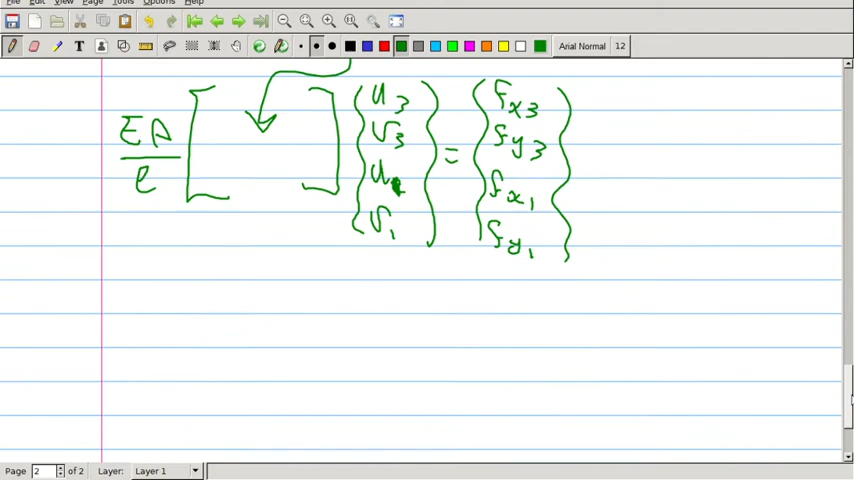 File Edit View Page Tools Options Help
Arial Normal 12
EA/l [ ] { u3 } = { fx3 }
v3 fy3
u1 fx1
v1 fy1
Page 2 of 2 Layer: Layer 1